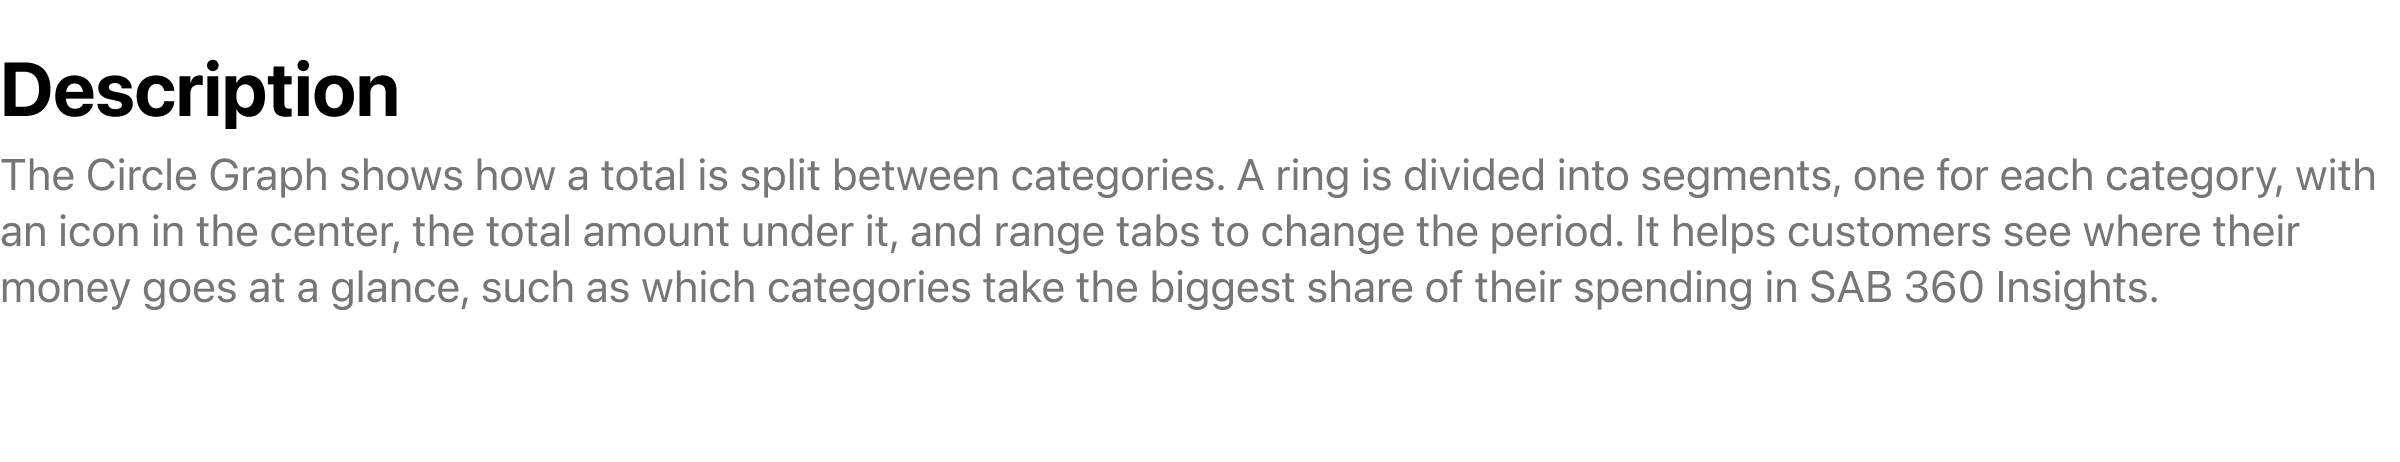 Description
The Circle Graph shows how a total is split between categories. A ring is divided into segments, one for each category, with
an icon in the center, the total amount under it, and range tabs to change the period. It helps customers see where their
money goes at a glance, such as which categories take the biggest share of their spending in SAB 360 Insights.